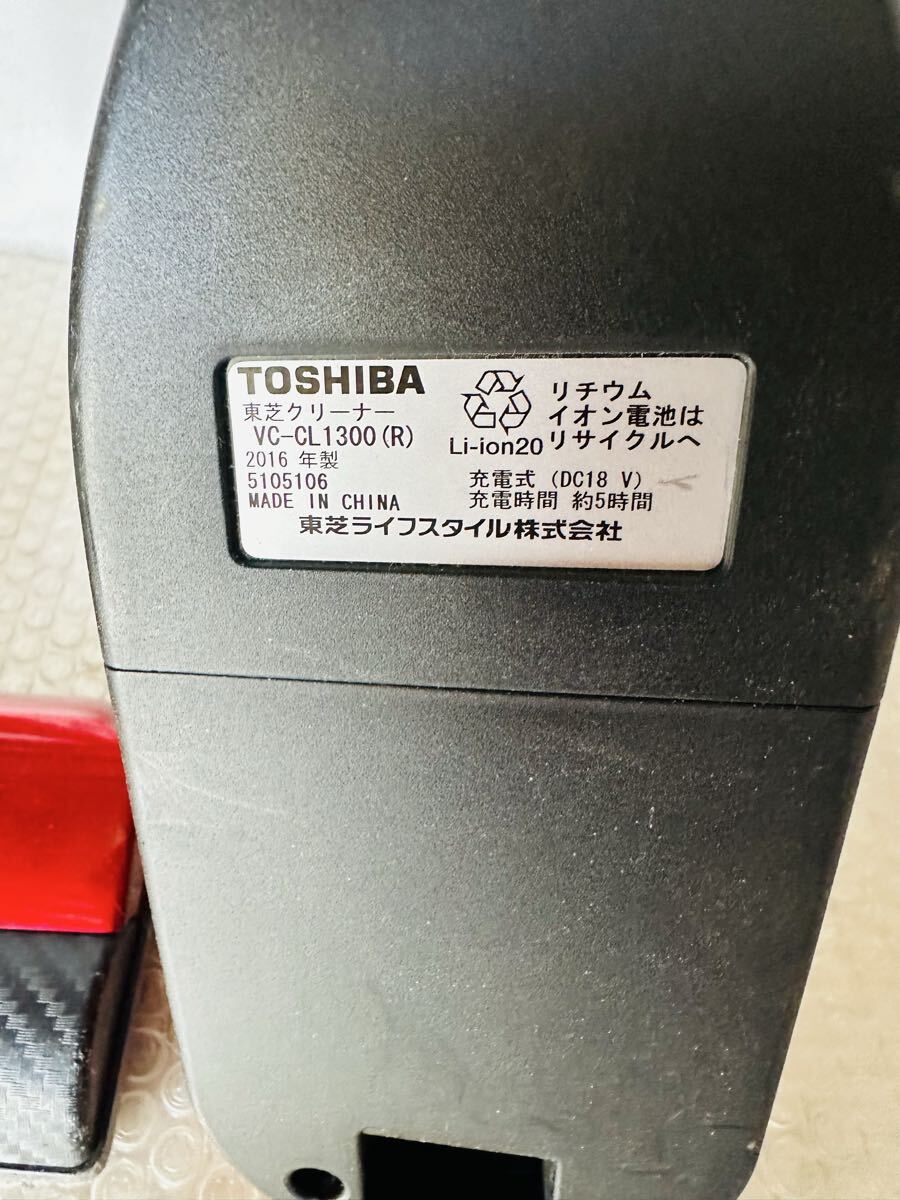 TOSHIBA
東芝クリーナー
VC-CL1300(R)
2016 年製
5105106
MADE IN CHINA
Li-ion20
リチウム
イオン電池は
リサイクルへ
充電式 (DC18 V)
充電時間 約5時間
東芝ライフスタイル株式会社